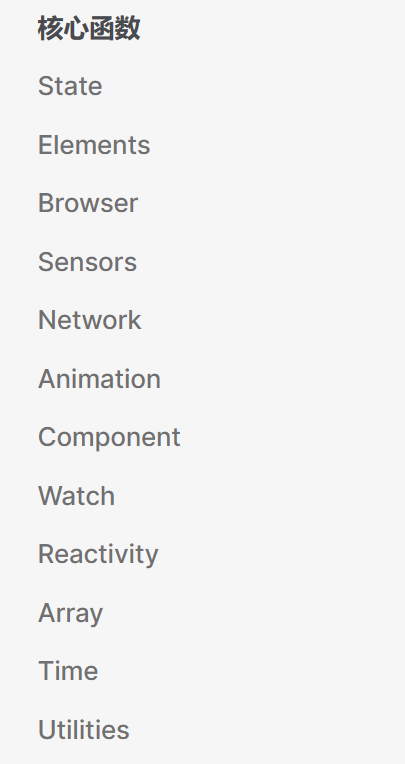 核心函数
State
Elements
Browser
Sensors
Network
Animation
Component
Watch
Reactivity
Array
Time
Utilities